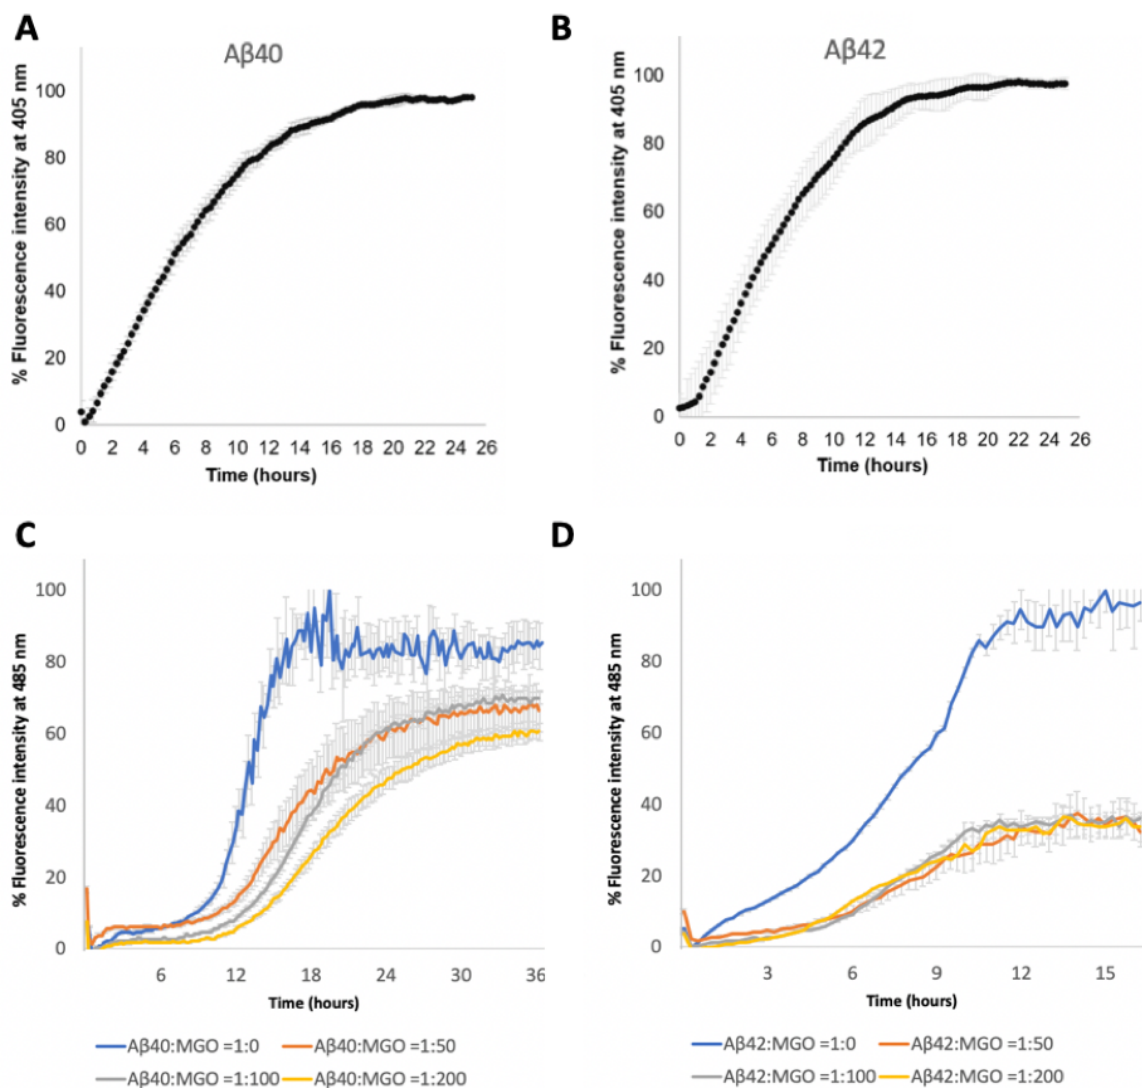 A
Aβ40
% Fluorescence intensity at 405 nm
100
80
60
40
20
0
0 2 4 6 8 10 12 14 16 18 20 22 24 26
Time (hours)
B
Aβ42
% Fluorescence intensity at 405 nm
100
80
60
40
20
0
0 2 4 6 8 10 12 14 16 18 20 22 24 26
Time (hours)
C
% Fluorescence intensity at 485 nm
100
80
60
40
20
0
6 12 18 24 30 36
Time (hours)
Aβ40:MGO =1:0 Aβ40:MGO =1:50
Aβ40:MGO =1:100 Aβ40:MGO =1:200
D
% Fluorescence intensity at 485 nm
100
80
60
40
20
0
3 6 9 12 15
Time (hours)
Aβ42:MGO =1:0 Aβ42:MGO =1:50
Aβ42:MGO =1:100 Aβ42:MGO =1:200